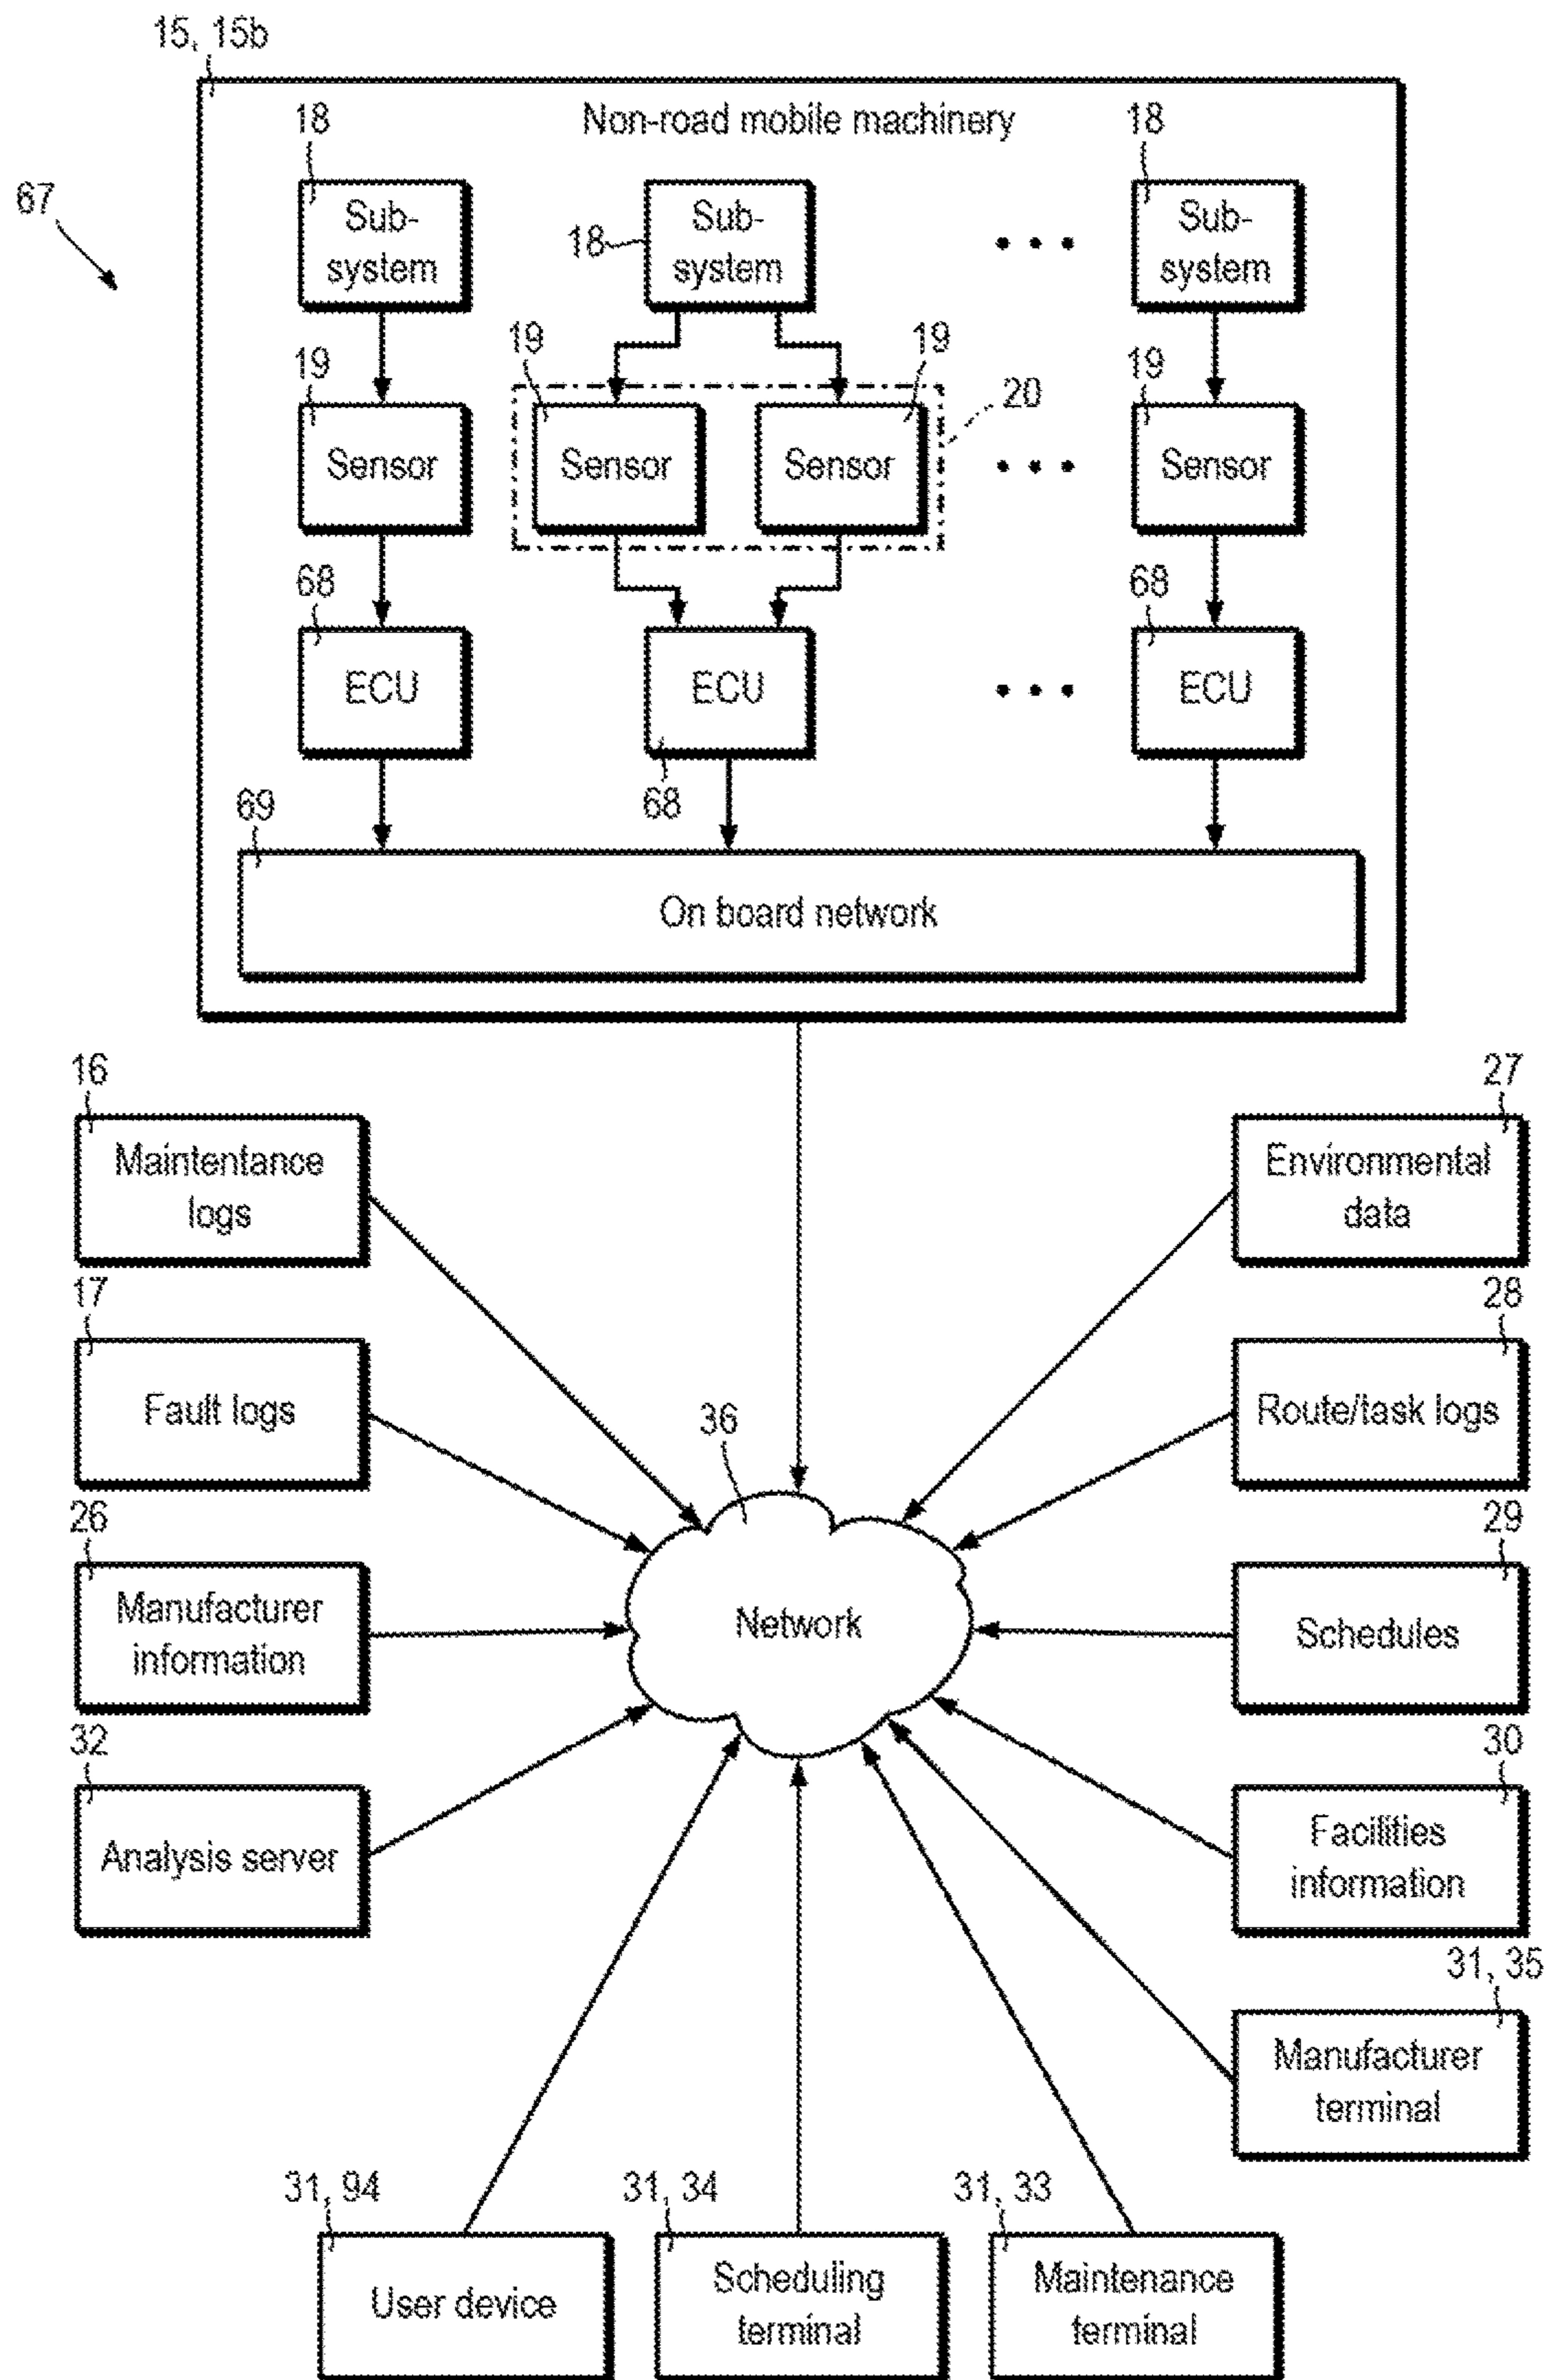 15, 15b
Non-road mobile machinery
67
18
18
18
Sub-
system
Sub-
system
Sub-
system
19
19
19
20
19
Sensor
Sensor
Sensor
Sensor
68
68
68
ECU
ECU
ECU
68
69
On board network
16
Maintentance
logs
27
Environmental
data
17
Fault logs
28
Route/task logs
36
Network
26
Manufacturer
information
29
Schedules
32
Analysis server
30
Facilities
information
31, 35
Manufacturer
terminal
31, 94
User device
31, 34
Scheduling
terminal
31, 33
Maintenance
terminal